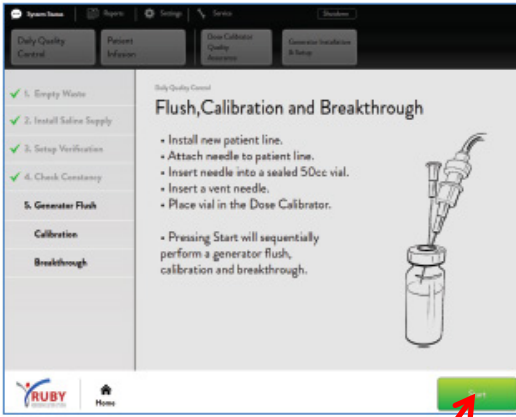 System Status Reports Settings Service Shutdown
Daily Quality
Control
Patient
Infusion
Dose Calibrator
Quality
Assurance
Generator Installation
& Setup
1. Empty Waste
2. Install Saline Supply
3. Setup Verification
4. Check Constancy
5. Generator Flush
Calibration
Breakthrough
Daily Quality Control
Flush,Calibration and Breakthrough
• Install new patient line.
• Attach needle to patient line.
• Insert needle into a sealed 50cc vial.
• Insert a vent needle.
• Place vial in the Dose Calibrator.
• Pressing Start will sequentially
perform a generator flush,
calibration and breakthrough.
RUBY
Home
Start